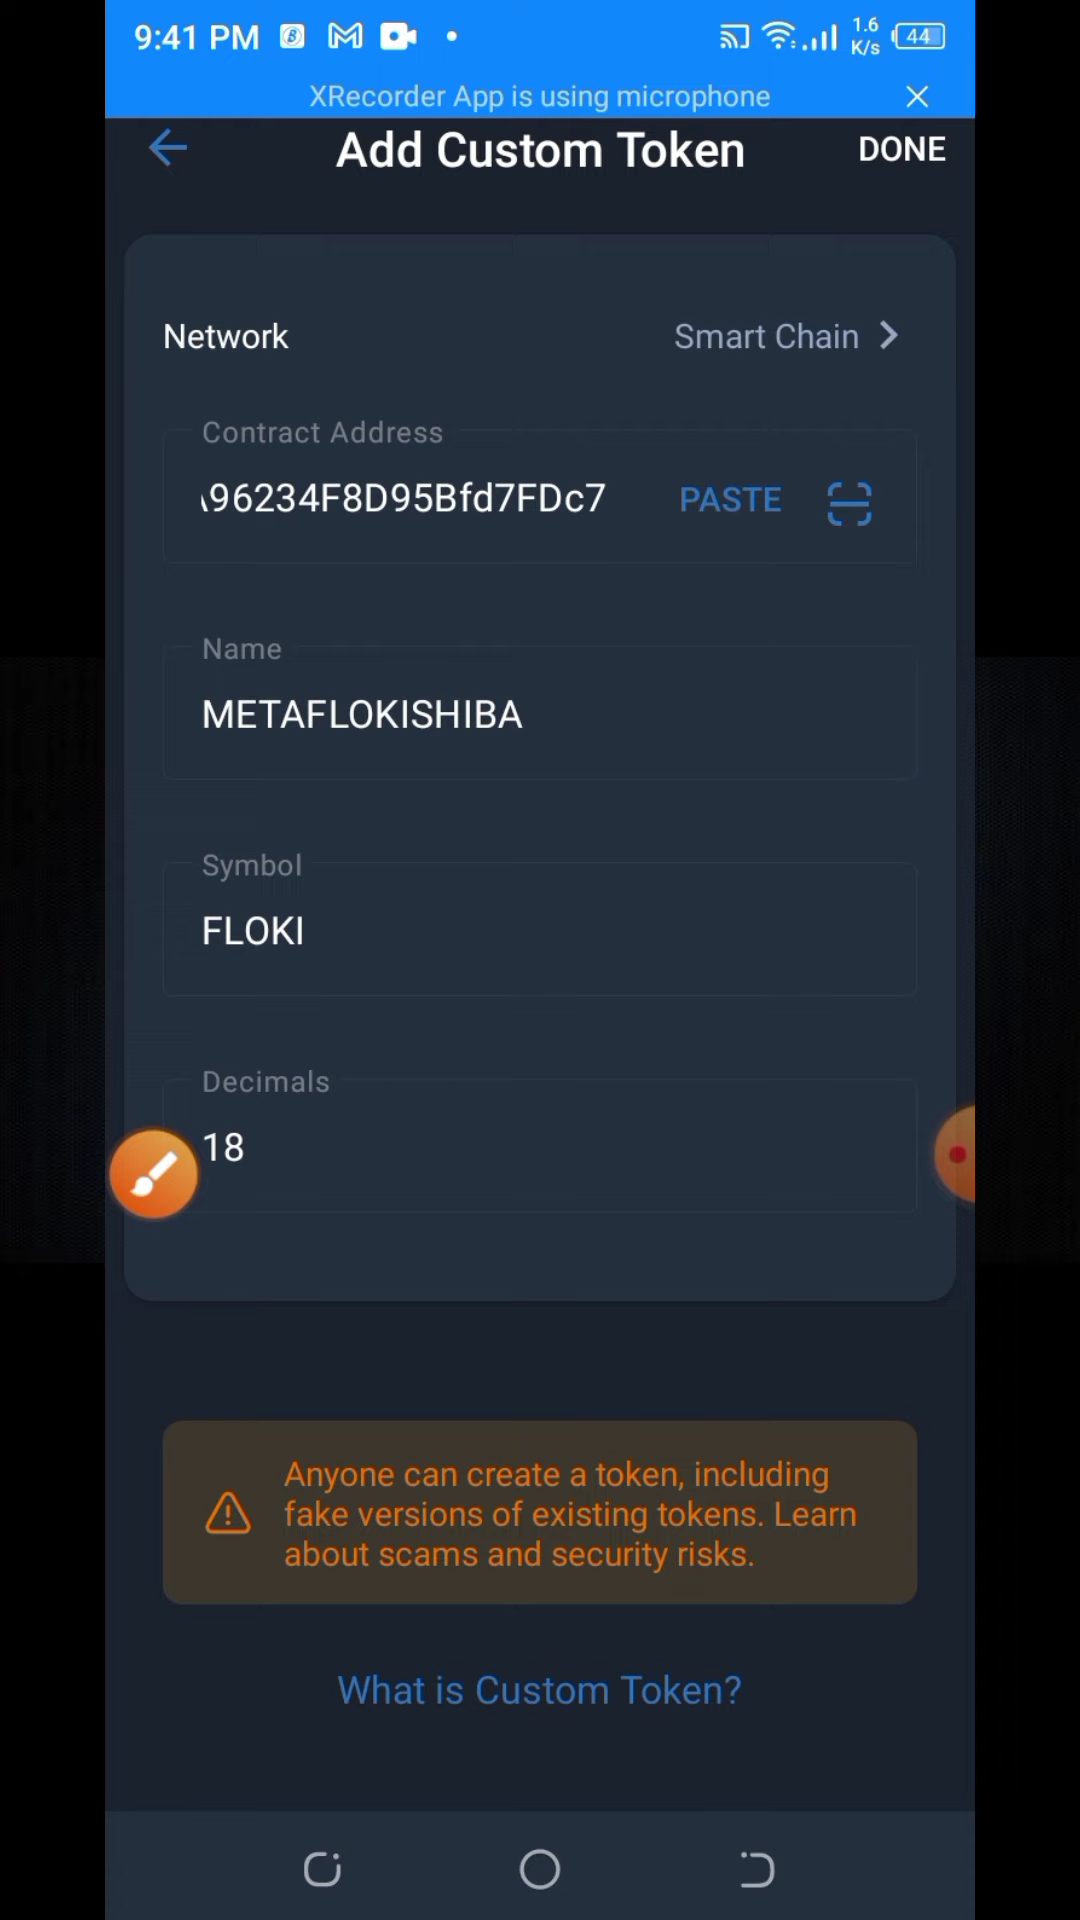 9:41 PM
1.6
K/s
44
XRecorder App is using microphone
Add Custom Token
DONE
Network
Smart Chain
Contract Address
96234F8D95Bfd7FDc7
PASTE
Name
METAFLOKISHIBA
Symbol
FLOKI
Decimals
18
Anyone can create a token, including
fake versions of existing tokens. Learn
about scams and security risks.
What is Custom Token?